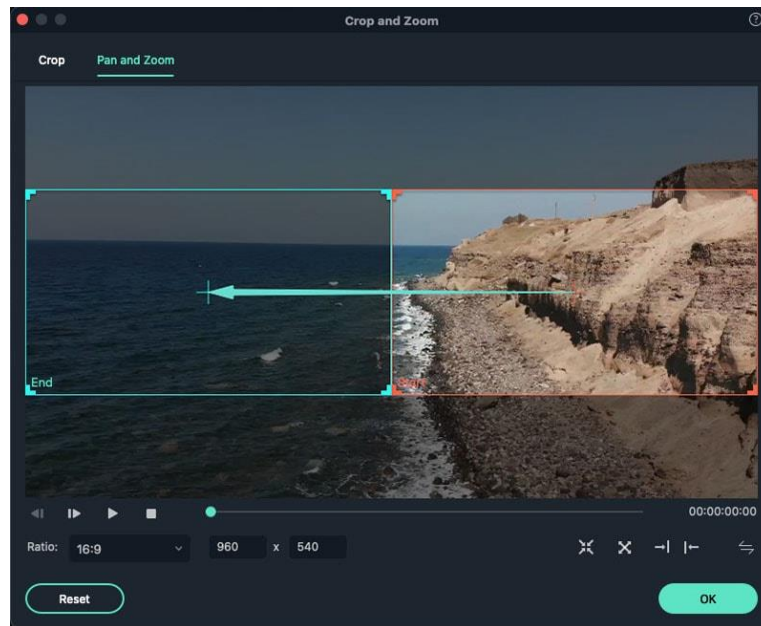 Crop and Zoom
Crop Pan and Zoom
End Start
00:00:00:00
Ratio: 16:9 960 x 540
Reset OK